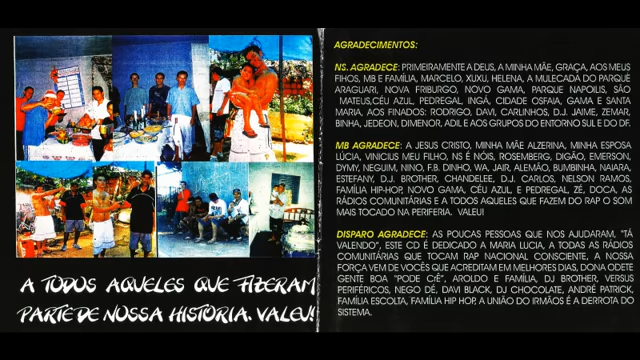 A TODOS AQUELES QUE FIZERAM
PARTE DE NOSSA HISTÓRIA. VALEU!
AGRADECIMENTOS:
NS. AGRADECE: PRIMEIRAMENTE A DEUS, A MINHA MÃE, GRAÇA, AOS MEUS
FIHOS, MB E FAMÍLIA, MARCELO, XUXU, HELENA, A MULECADA DO PARQUE
ARAGUARI, NOVA FRIBURGO, NOVO GAMA, PARQUE NAPOLIS, SÃO
MATEUS,CÉU AZUL, PEDREGAL, INGÁ, CIDADE OSFAIA, GAMA E SANTA
MARIA, AOS FINADOS: RODRIGO, DAVI, CARLINHOS, D.J. JAIME, ZEMAR,
BINHA, JEDEON, DIMENOR, ADIL E AOS GRUPOS DO ENTORNO SUL E DO DF.
MB AGRADECE: A JESUS CRISTO, MINHA MÃE ALZERINA, MINHA ESPOSA
LÚCIA, VINICIUS MEU FILHO, NS É NÓIS, ROSEMBERG, DIGÃO, EMERSON,
DYMY, NEGUIM, NINO, F.B. DINHO, WA, JAIR, ALEMÃO, BUMBINHA, NAIARA,
ESTEFANY, D.J. BROTHER, CHANDELEE, D.J. CARLOS, NELSON RAMOS,
FAMÍLIA HIP-HOP, NOVO GAMA, CÉU AZUL, E PEDREGAL, ZÉ, DOCA, AS
RÁDIOS COMUNITÁRIAS E A TODOS AQUELES QUE FAZEM DO RAP O SOM
MAIS TOCADO NA PERIFERIA. VALEU!
DISPARO AGRADECE: AS POUCAS PESSOAS QUE NOS AJUDARAM, "TÁ
VALENDO", ESTE CD É DEDICADO A MARIA LUCIA, A TODAS AS RÁDIOS
COMUNITÁRIAS QUE TOCAM RAP NACIONAL CONSCIENTE, A NOSSA
FORÇA VEM DE VOCÊS QUE ACREDITAM EM MELHORES DIAS, DONA ODETE
GENTE BOA "PODE CrÊ", AROLDO E FAMÍLIA, DJ BROTHER, VERSUS
PERIFÉRICOS, NEGO DÉ, DAVI BLACK, DJ CHOCOLATE, ANDRÉ PATRICK,
FAMÍLIA ESCOLTA, FAMÍLIA HIP HOP, A UNIÃO DO IRMÃOS É A DERROTA DO
SISTEMA.